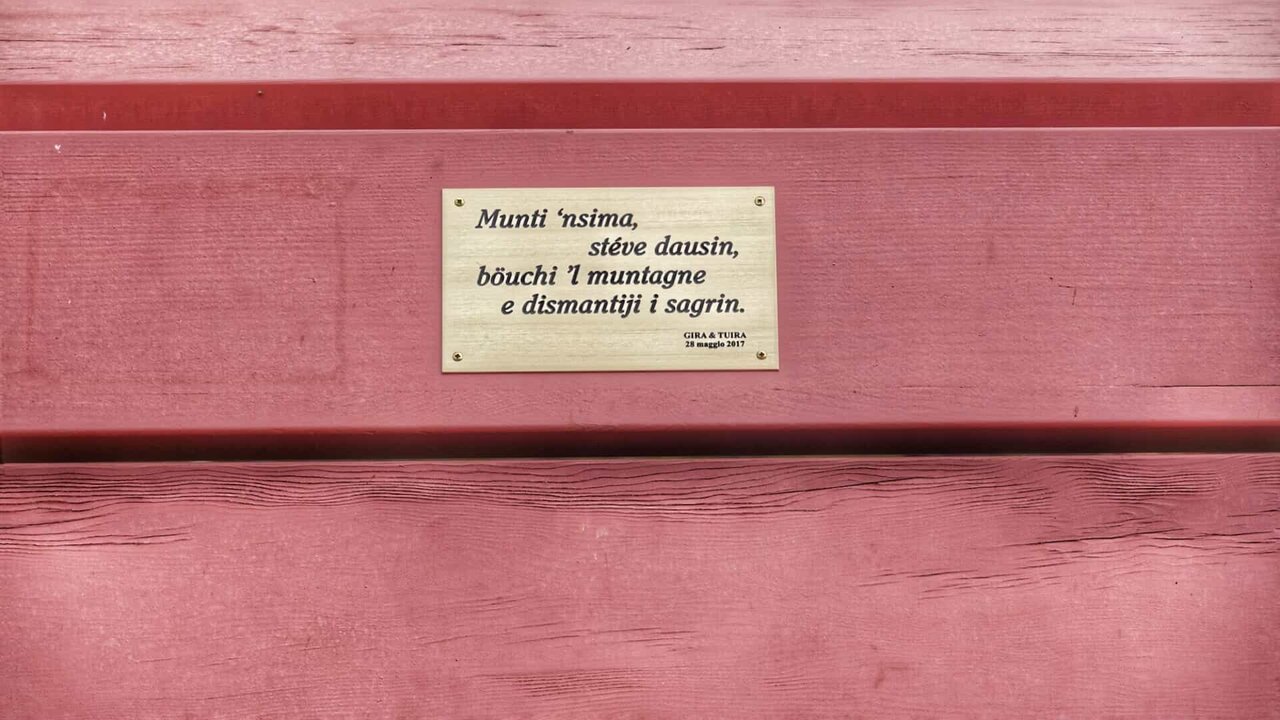 Munti ‘nsima,
stéve dausin,
böuchi ’l muntagne
e dismantiji i sagrin.
GIRA & TUIRA
28 maggio 2017